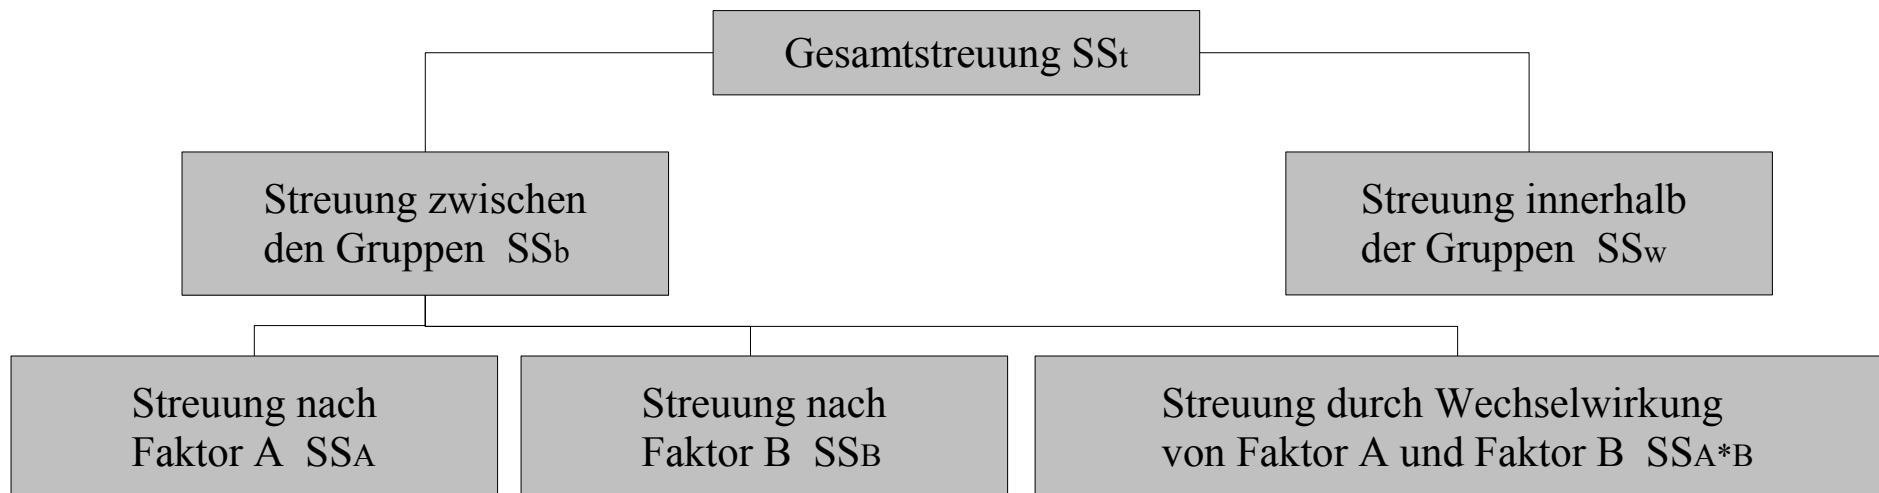 Gesamtstreuung SSt
Streuung zwischen
den Gruppen SSb
Streuung innerhalb
der Gruppen SSw
Streuung nach
Faktor A SSA
Streuung nach
Faktor B SSB
Streuung durch Wechselwirkung
von Faktor A und Faktor B SSA*B